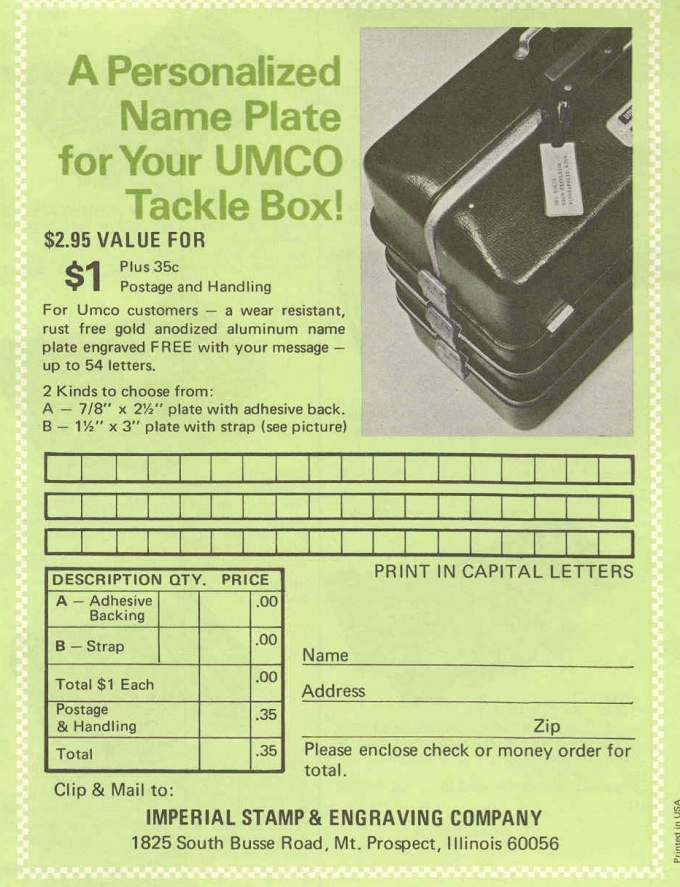 A Personalized
Name Plate
for Your UMCO
Tackle Box!
$2.95 VALUE FOR
$1 Plus 35c
Postage and Handling
For Umco customers — a wear resistant,
rust free gold anodized aluminum name
plate engraved FREE with your message —
up to 54 letters.
2 Kinds to choose from:
A — 7/8" x 2½" plate with adhesive back.
B — 1½" x 3" plate with strap (see picture)
PRINT IN CAPITAL LETTERS
DESCRIPTION QTY. PRICE
A — Adhesive
Backing .00
B — Strap .00
Total $1 Each .00
Postage
& Handling .35
Total .35
Name
Address
Zip
Please enclose check or money order for
total.
Clip & Mail to:
IMPERIAL STAMP & ENGRAVING COMPANY
1825 South Busse Road, Mt. Prospect, Illinois 60056
Printed in USA